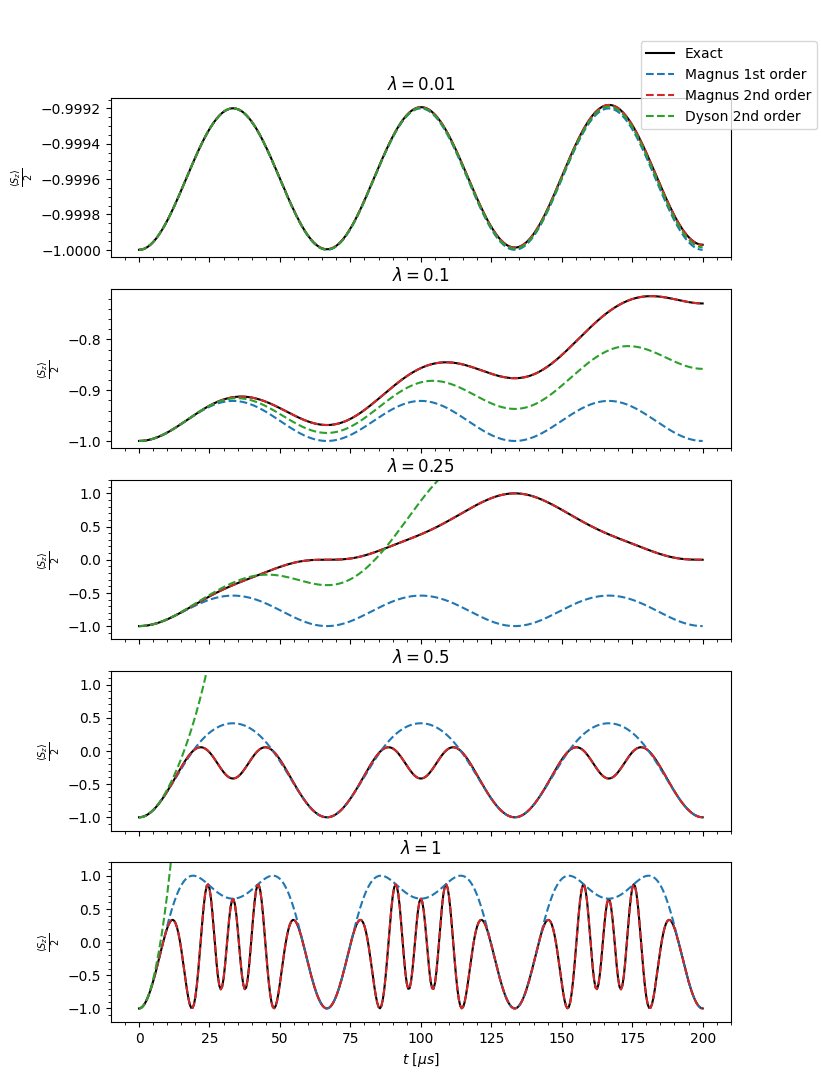 Exact
Magnus 1st order
Magnus 2nd order
Dyson 2nd order
λ = 0.01
−0.9992
−0.9994
−0.9996
−0.9998
−1.0000
⟨S_z⟩/2
λ = 0.1
−0.8
−0.9
−1.0
⟨S_z⟩/2
λ = 0.25
1.0
0.5
0.0
−0.5
−1.0
⟨S_z⟩/2
λ = 0.5
1.0
0.5
0.0
−0.5
−1.0
⟨S_z⟩/2
λ = 1
1.0
0.5
0.0
−0.5
−1.0
⟨S_z⟩/2
0 25 50 75 100 125 150 175 200
t [μs]